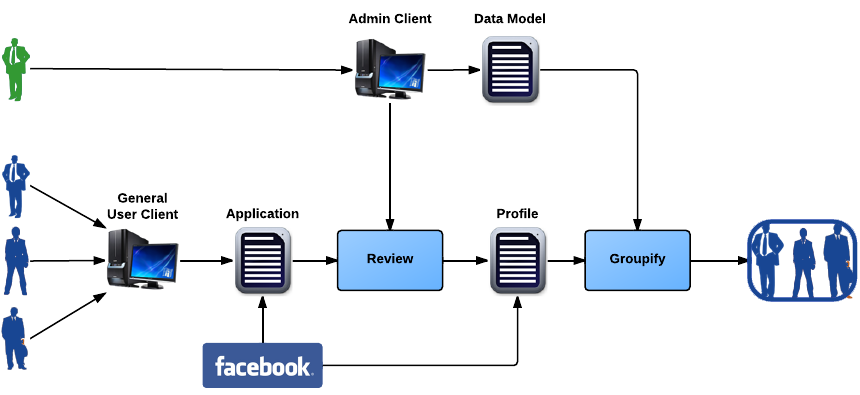 Admin Client
Data Model
General
User Client
Application
Profile
Review
Groupify
facebook.